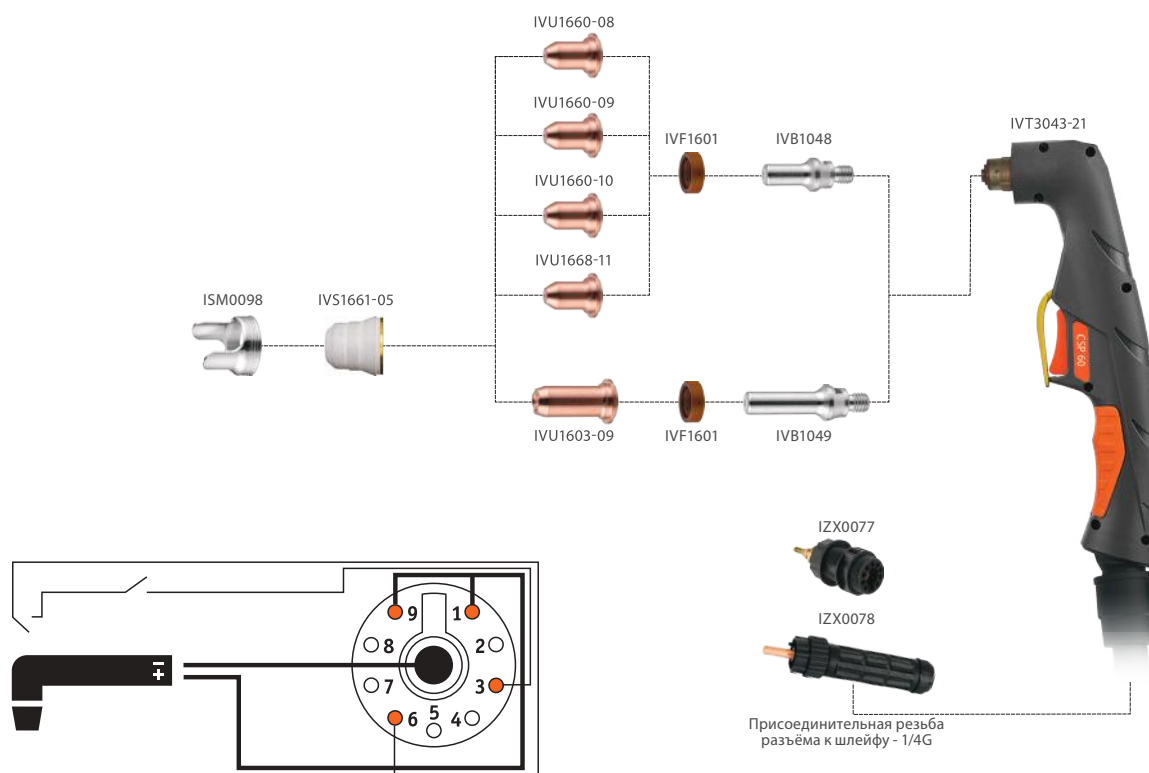 IVU1660-08
IVU1660-09
IVU1660-10
IVU1668-11
IVF1601
IVB1048
IVT3043-21
ISM0098
IVS1661-05
CSP 60
IVU1603-09
IVF1601
IVB1049
IZX0077
IZX0078
Присоединительная резьба
разъёма к шлейфу - 1/4G
9
1
8
2
7
3
6
5
4
−
+